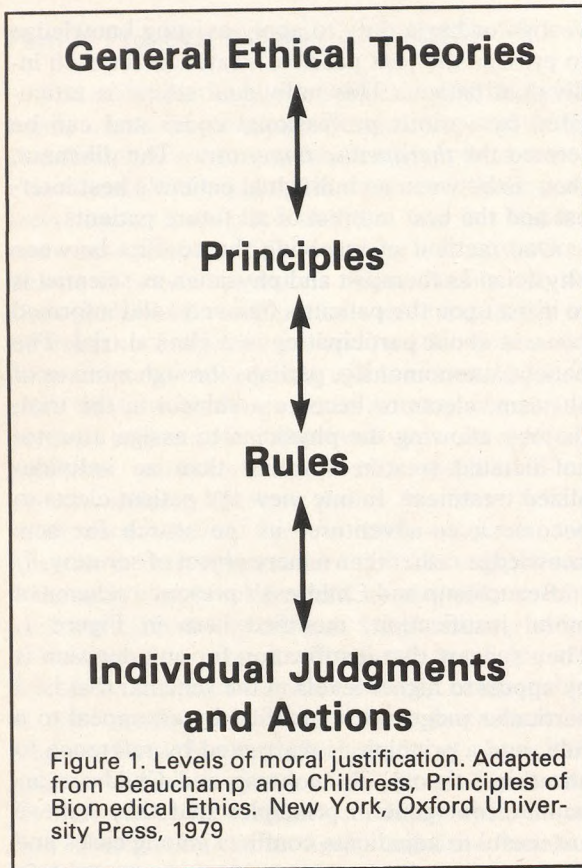 General Ethical Theories
Principles
Rules
Individual Judgments
and Actions
Figure 1. Levels of moral justification. Adapted
from Beauchamp and Childress, Principles of
Biomedical Ethics. New York, Oxford Univer-
sity Press, 1979